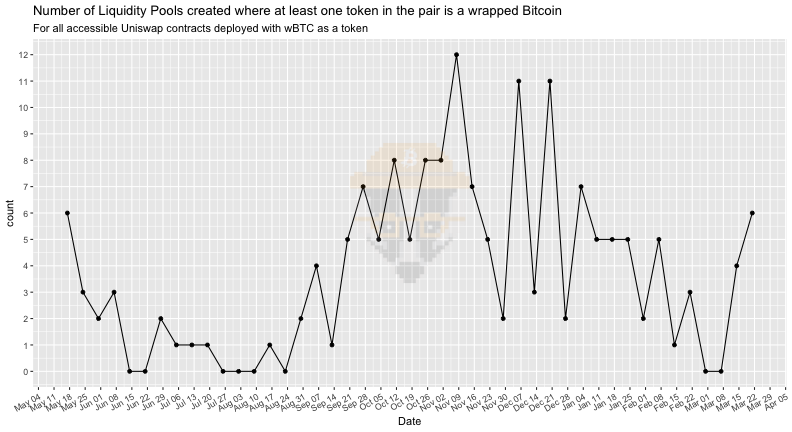 Number of Liquidity Pools created where at least one token in the pair is a wrapped Bitcoin
For all accessible Uniswap contracts deployed with wBTC as a token
12
11
10
9
8
7
6
5
4
3
2
1
0
count
May 04
May 11
May 18
May 25
Jun 01
Jun 08
Jun 15
Jun 22
Jun 29
Jul 06
Jul 13
Jul 20
Jul 27
Aug 03
Aug 10
Aug 17
Aug 24
Aug 31
Sep 07
Sep 14
Sep 21
Sep 28
Oct 05
Oct 12
Oct 19
Oct 26
Nov 02
Nov 09
Nov 16
Nov 23
Nov 30
Dec 07
Dec 14
Dec 21
Dec 28
Jan 04
Jan 11
Jan 18
Jan 25
Feb 01
Feb 08
Feb 15
Feb 22
Mar 01
Mar 08
Mar 15
Mar 22
Mar 29
Apr 05
Date